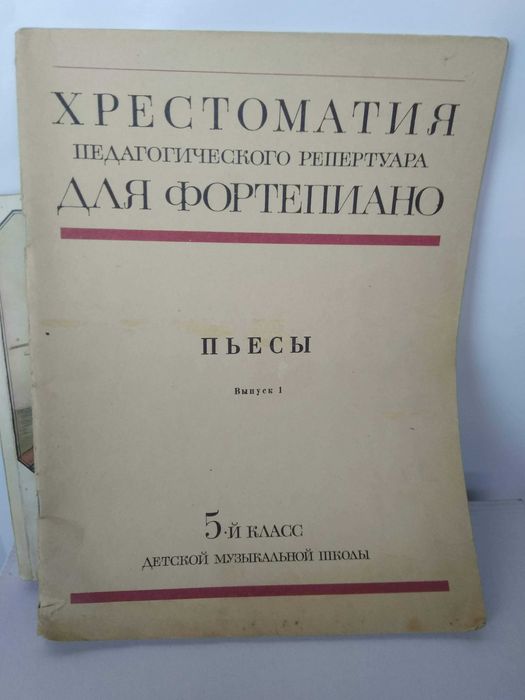 ХРЕСТОМАТИЯ
ПЕДАГОГИЧЕСКОГО РЕПЕРТУАРА
ДЛЯ ФОРТЕПИАНО
ПЬЕСЫ
Выпуск 1
5-Й КЛАСС
ДЕТСКОЙ МУЗЫКАЛЬНОЙ ШКОЛЫ